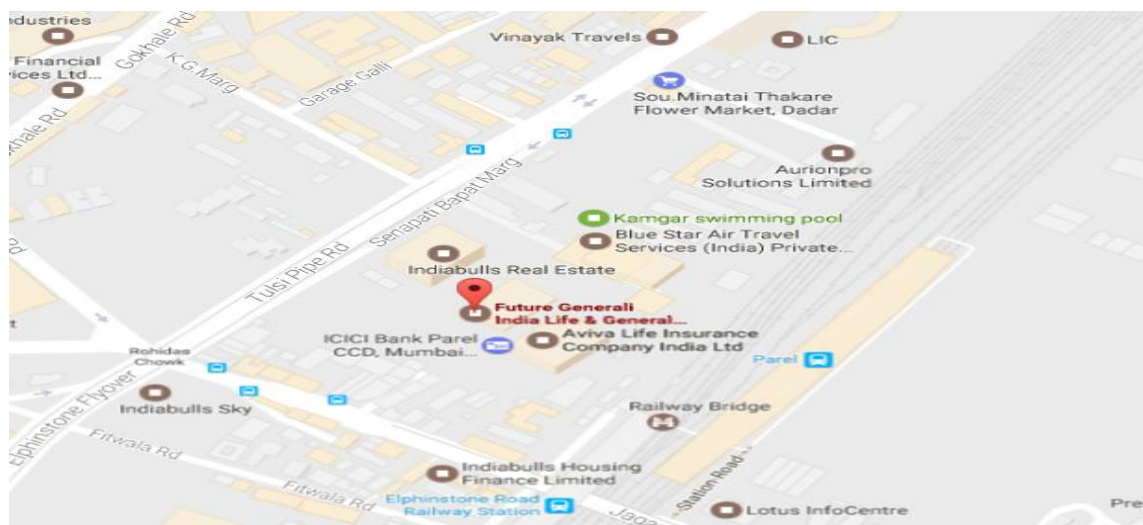 ndustries
Financial
ices Ltd...
Gokhale Rd
K.G.Marg
Garage Galli
Vinayak Travels
LIC
Sou.Minatai Thakare
Flower Market, Dadar
khale Rd
Aurionpro
Solutions Limited
Senapati Bapat Marg
Tulsi Pipe Rd
Kamgar swimming pool
Blue Star Air Travel
Services (India) Private...
Indiabulls Real Estate
Future Generali
India Life & General...
ICICI Bank Parel
CCD, Mumbai...
Aviva Life Insurance
Company India Ltd
Parel
t
Rohidas
Chowk
Elphinstone Flyover
Indiabulls Sky
Railway Bridge
Fitwala Rd
Fitwala Rd
Indiabulls Housing
Finance Limited
Elphinstone Road
Railway Station
Station Road
Jaga
Lotus InfoCentre
Pre